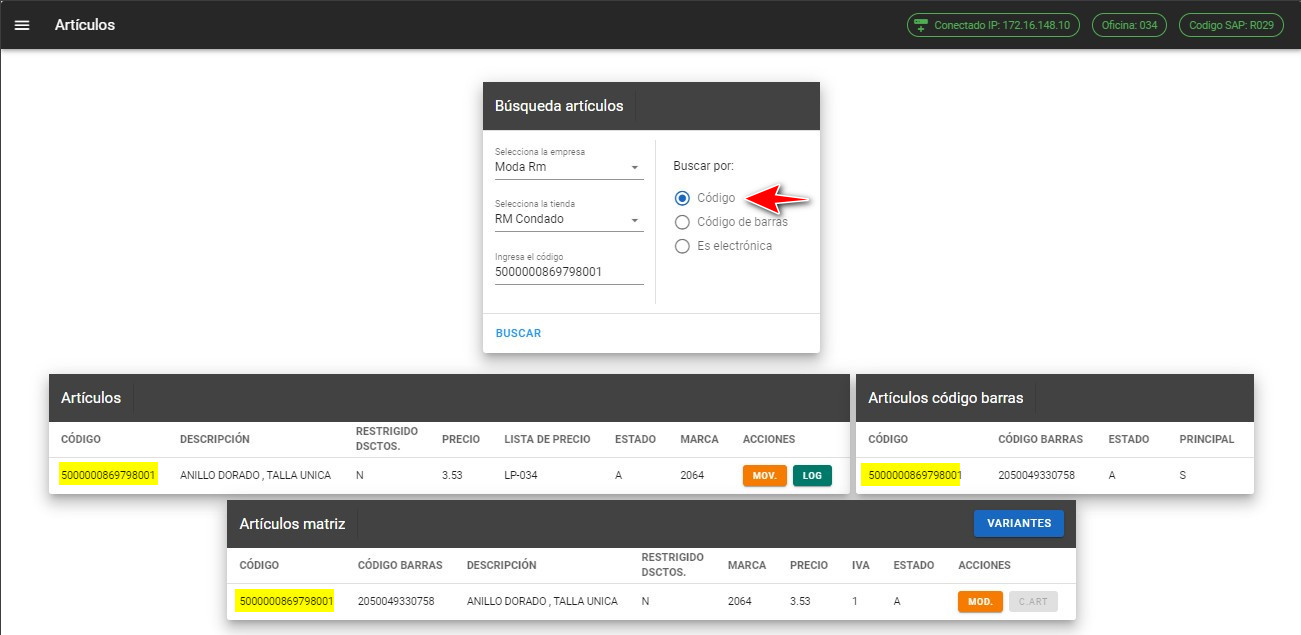 Artículos
Conectado IP: 172.16.148.10
Oficina: 034
Codigo SAP: R029
Búsqueda artículos
Selecciona la empresa
Moda Rm
Selecciona la tienda
RM Condado
Ingresa el código
5000000869798001
Buscar por:
Código
Código de barras
Es electrónica
BUSCAR
Artículos
CÓDIGO DESCRIPCIÓN RESTRIGIDO DSCTOS. PRECIO LISTA DE PRECIO ESTADO MARCA ACCIONES
5000000869798001 ANILLO DORADO , TALLA UNICA N 3.53 LP-034 A 2064 MOV. LOG
Artículos código barras
CÓDIGO CÓDIGO BARRAS ESTADO PRINCIPAL
5000000869798001 2050049330758 A S
Artículos matriz VARIANTES
CÓDIGO CÓDIGO BARRAS DESCRIPCIÓN RESTRIGIDO DSCTOS. MARCA PRECIO IVA ESTADO ACCIONES
5000000869798001 2050049330758 ANILLO DORADO , TALLA UNICA N 2064 3.53 1 A MOD. C.ART